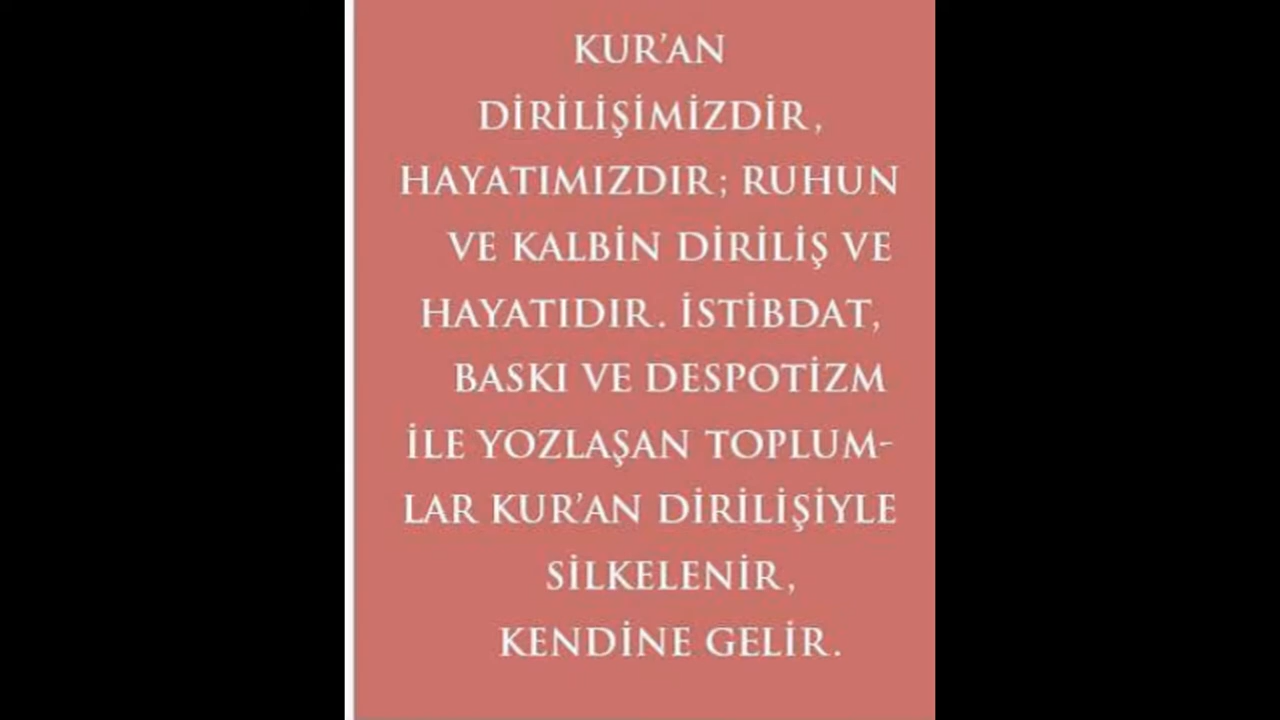 KUR’AN
DİRİLİŞİMİZDİR,
HAYATIMIZDIR; RUHUN
VE KALBİN DİRİLİŞ VE
HAYATIDIR. İSTİBDAT,
BASKI VE DESPOTİZM
İLE YOZLAŞAN TOPLUM-
LAR KUR’AN DİRİLİŞİYLE
SİLKELENİR,
KENDİNE GELİR.